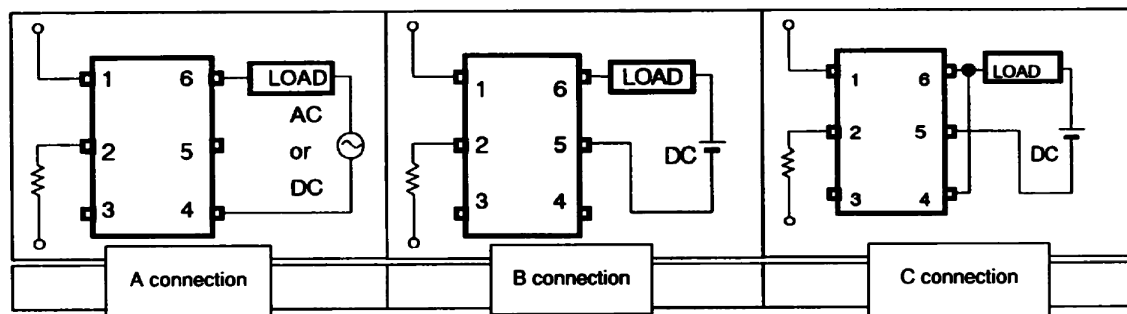 1 6 LOAD
AC
2 5 or
DC
3 4
A connection
1 6 LOAD
2 5 DC
3 4
B connection
1 6 LOAD
2 5
DC
3 4
C connection